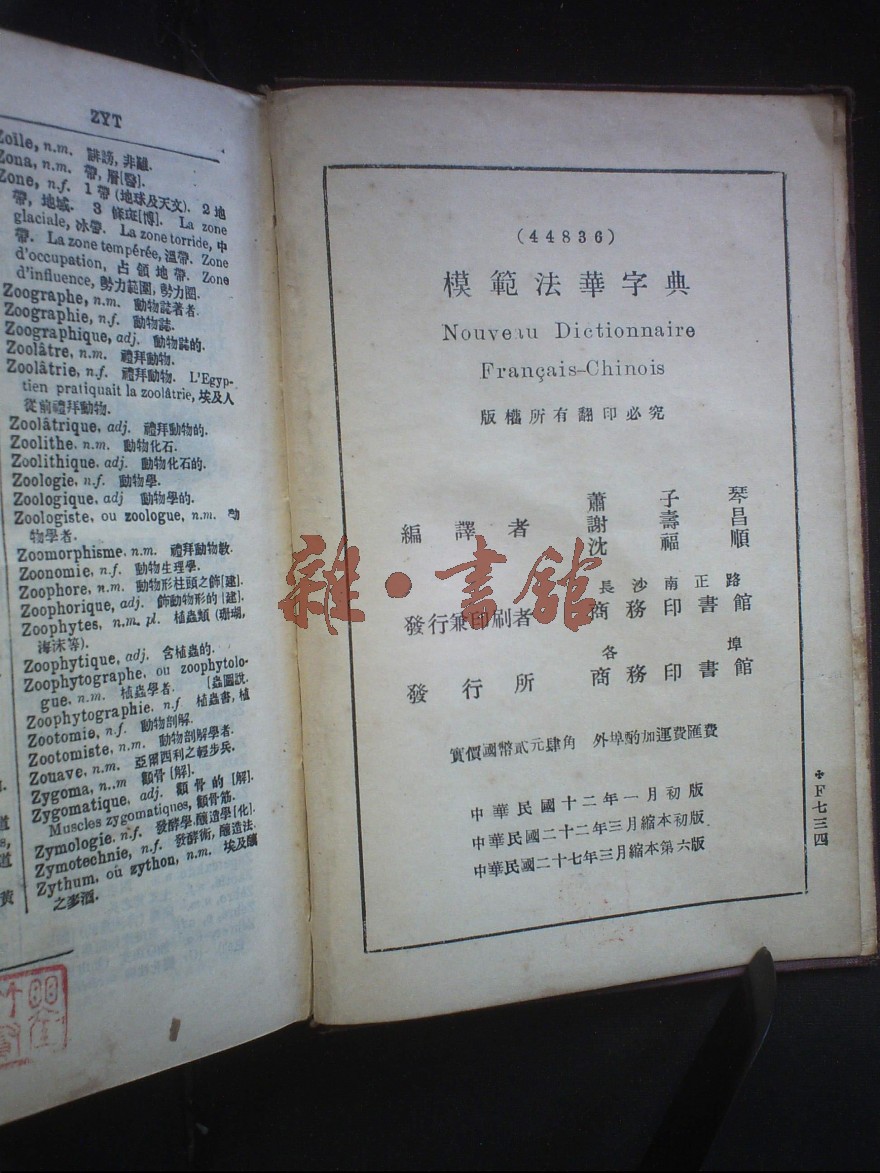 ZYT
Zoïle, n.m. 誹謗, 非難.
Zona, n.m. 帶, 層[醫].
Zone, n.f. 1 帶 (地球及天文). 2 地
帶, 地域. 3 條斑[博]. La zone
glaciale, 冰帶. La zone torride, 中
帶. La zone tempérée, 溫帶. Zone
d'occupation, 占領地帶. Zone
d'influence, 勢力範圍, 勢力圈.
Zoographe, n.m. 動物誌著者.
Zoographie, n.f. 動物誌.
Zoographique, adj. 動物誌的.
Zoolâtre, n.m. 禮拜動物.
Zoolâtrie, n.f. 禮拜動物. L'Egyp-
tien pratiquait la zoolâtrie, 埃及人
從前禮拜動物.
Zoolâtrique, adj. 禮拜動物的.
Zoolithe, n.m. 動物化石.
Zoolithique, adj. 動物化石的.
Zoologie, n.f. 動物學.
Zoologique, adj 動物學的.
Zoologiste, ou zoologue, n.m. 動
物學者.
Zoomorphisme, n.m. 禮拜動物教.
Zoonomie, n.f. 動物生理學.
Zoophore, n.m. 動物形柱頭之飾[建].
Zoophorique, adj. 飾動物形的[建].
Zoophytes, n.m. pl. 植蟲類 (珊瑚,
海沫等).
Zoophytique, adj. 含植蟲的.
Zoophytographe, ou zoophytolo-
gue, n.m. 植蟲學者. [蟲圖說.
Zoophytographie, n.f 植蟲書, 植
Zootomie, n.f. 動物剖解.
Zootomiste, n.m. 動物剖解學者.
Zouave, n.m. 亞爾西利之輕步兵.
Zygoma, n..m 顴骨[解].
Zygomatique, adj. 顴骨的[解].
Muscles zygomatiques, 顴骨筋.
Zymologie, n.f. 發酵學, 釀造學[化].
Zymotechnie, n.f. 發酵術, 釀造法.
Zythum, ou zython, n.m. 埃及釀
之麥酒.
(44836)
模範法華字典
Nouveau Dictionnaire
Français-Chinois
版權所有翻印必究
編譯者 蕭子琴
謝壽昌
沈福順
長沙南正路
發行兼印刷者 商務印書館
各埠
發行所 商務印書館
實價國幣貳元肆角 外埠酌加運費匯費
中華民國十二年一月初版
中華民國二十二年三月縮本初版
中華民國二十七年三月縮本第六版
F七三四
雜·書館